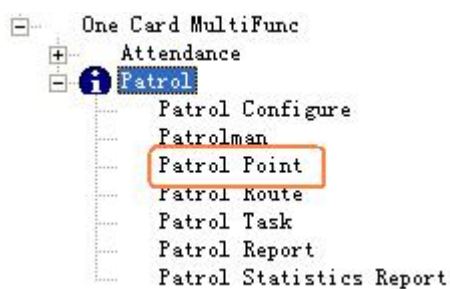 One Card MultiFunc
Attendance
Patrol
Patrol Configure
Patrolman
Patrol Point
Patrol Route
Patrol Task
Patrol Report
Patrol Statistics Report